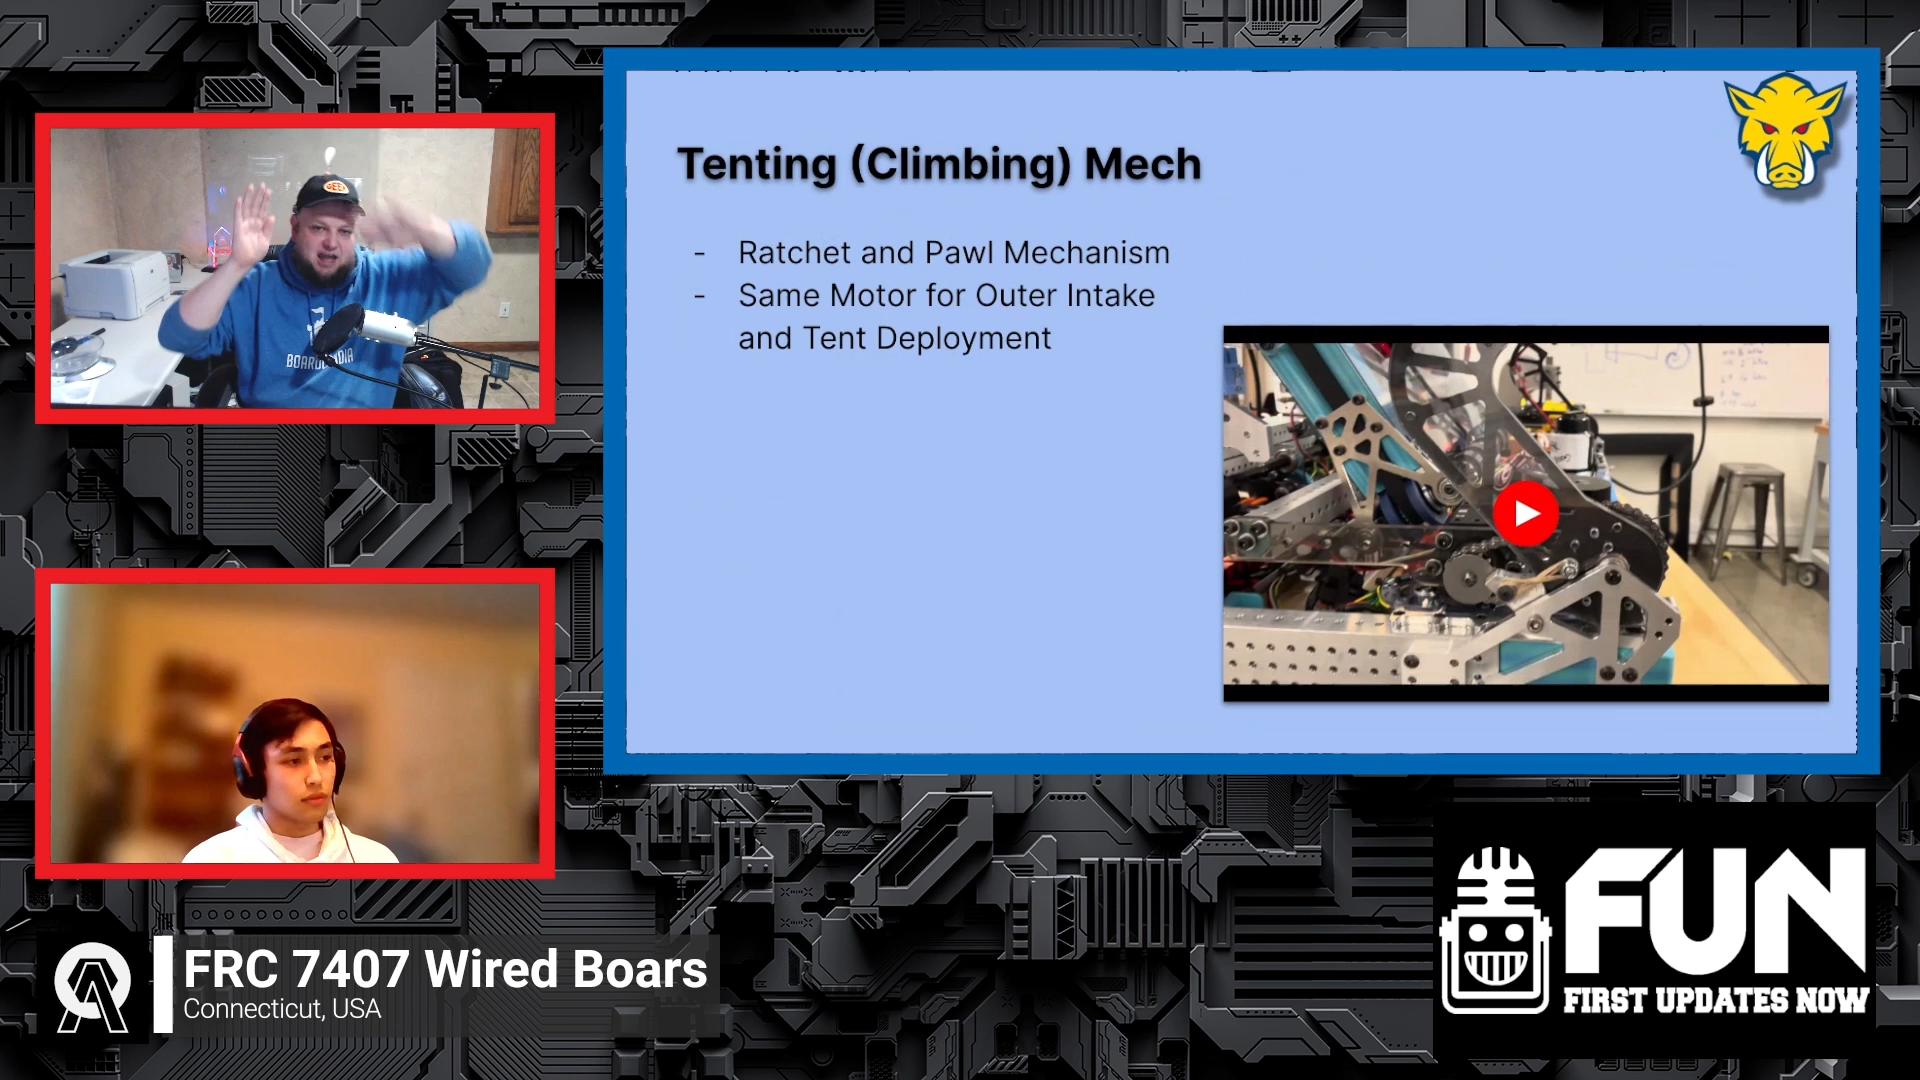 Tenting (Climbing) Mech
- Ratchet and Pawl Mechanism
- Same Motor for Outer Intake
and Tent Deployment
GEEK
FRC 7407 Wired Boars
Connecticut, USA
FUN
FIRST UPDATES NOW